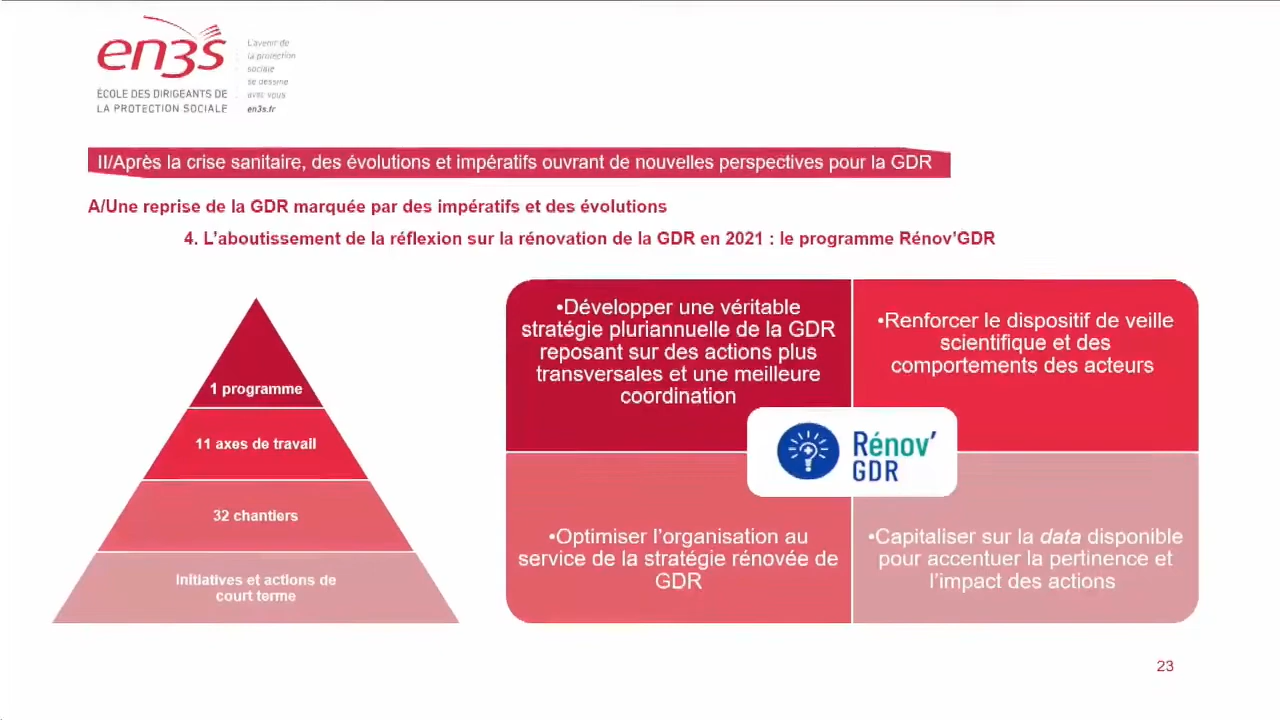 en3s
ÉCOLE DES DIRIGEANTS DE
LA PROTECTION SOCIALE
L'avenir de
la protection
sociale
se dessine
avec vous
en3s.fr
II/Après la crise sanitaire, des évolutions et impératifs ouvrant de nouvelles perspectives pour la GDR
A/Une reprise de la GDR marquée par des impératifs et des évolutions
4. L'aboutissement de la réflexion sur la rénovation de la GDR en 2021 : le programme Rénov'GDR
1 programme
11 axes de travail
32 chantiers
Initiatives et actions de
court terme
•Développer une véritable
stratégie pluriannuelle de la GDR
reposant sur des actions plus
transversales et une meilleure
coordination
•Renforcer le dispositif de veille
scientifique et des
comportements des acteurs
Rénov'
GDR
•Optimiser l'organisation au
service de la stratégie rénovée de
GDR
•Capitaliser sur la data disponible
pour accentuer la pertinence et
l'impact des actions
23